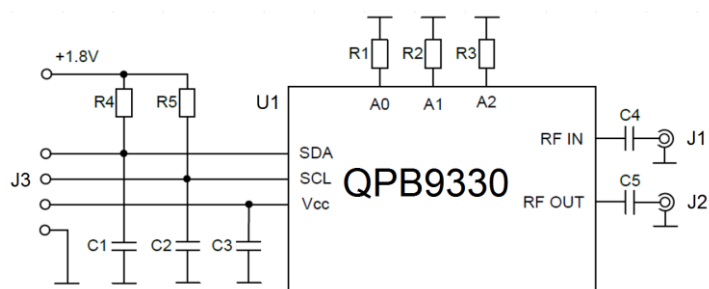 +1.8V
R1 R2 R3
R4 R5 U1 A0 A1 A2
C4
RF IN J1
SDA
J3 SCL QPB9330 C5
Vcc RF OUT J2
C1 C2 C3